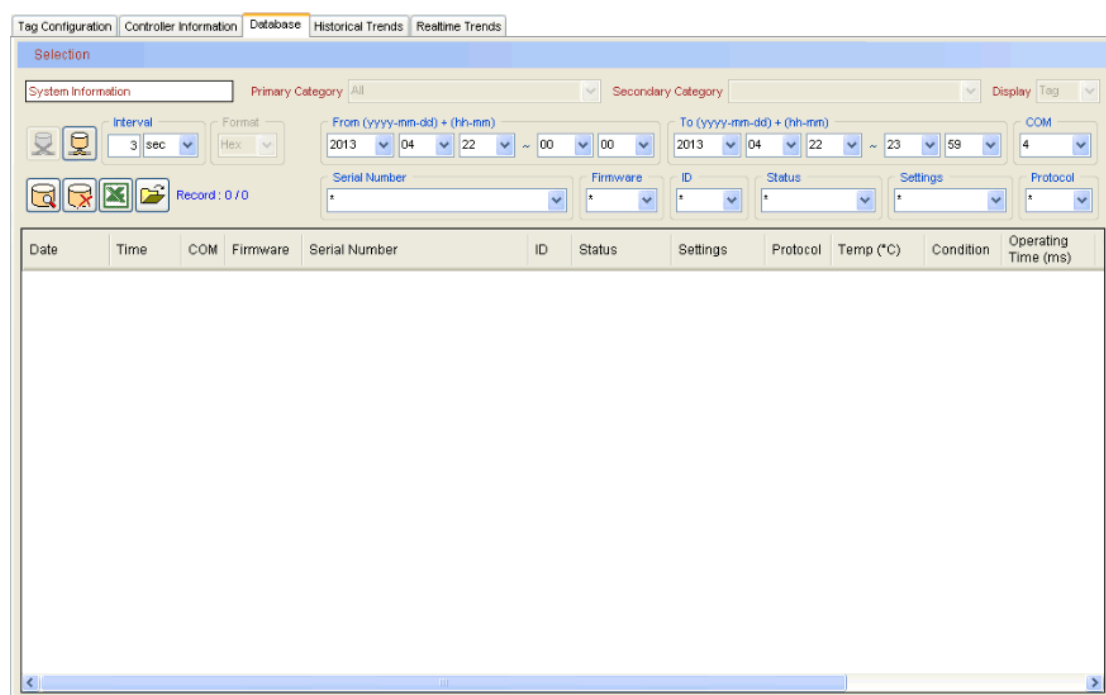 Tag Configuration Controller Information Database Historical Trends Realtime Trends
Selection
System Information Primary Category All Secondary Category Display Tag
Interval Format From (yyyy-mm-dd) + (hh-mm) To (yyyy-mm-dd) + (hh-mm) COM
3 sec Hex 2013 04 22 ~ 00 00 2013 04 22 ~ 23 59 4
Serial Number Firmware ID Status Settings Protocol
Record : 0 / 0 * * * * * *
Date Time COM Firmware Serial Number ID Status Settings Protocol Temp (°C) Condition Operating
Time (ms)